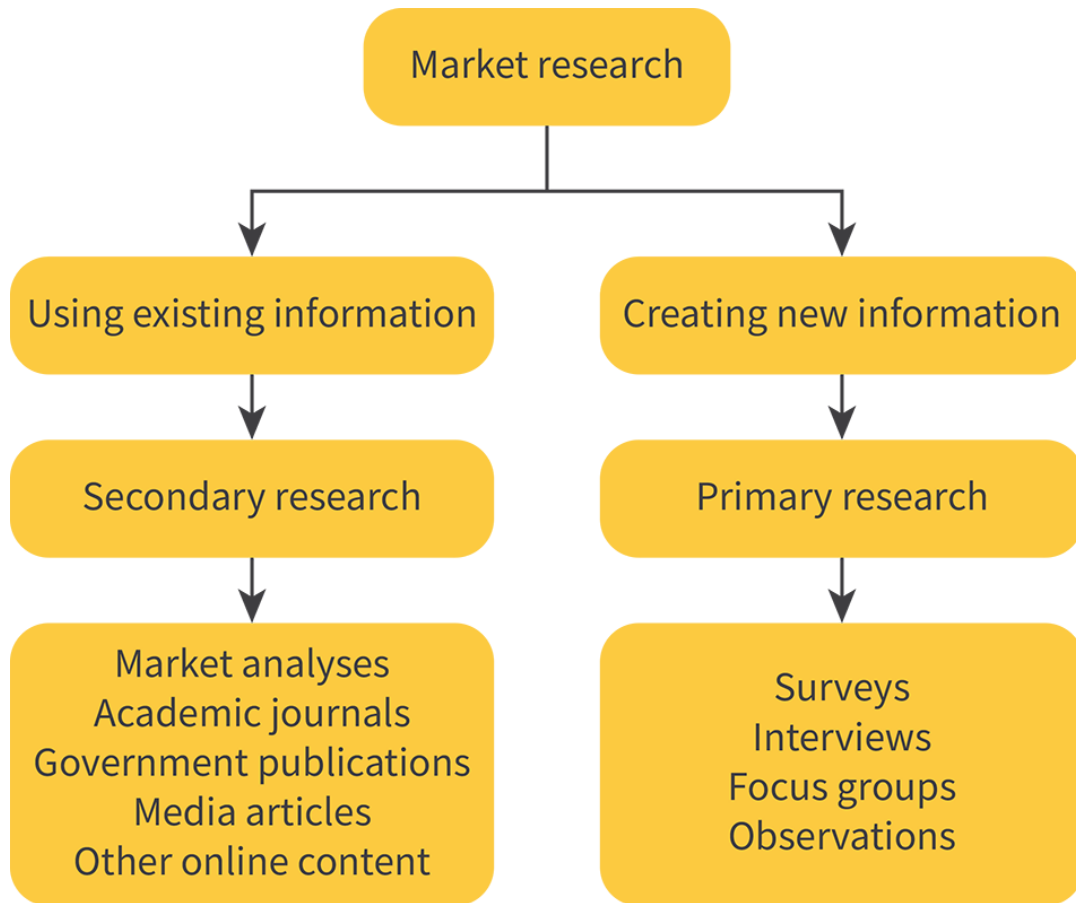 Market research
Using existing information
Creating new information
Secondary research
Primary research
Market analyses
Academic journals
Government publications
Media articles
Other online content
Surveys
Interviews
Focus groups
Observations